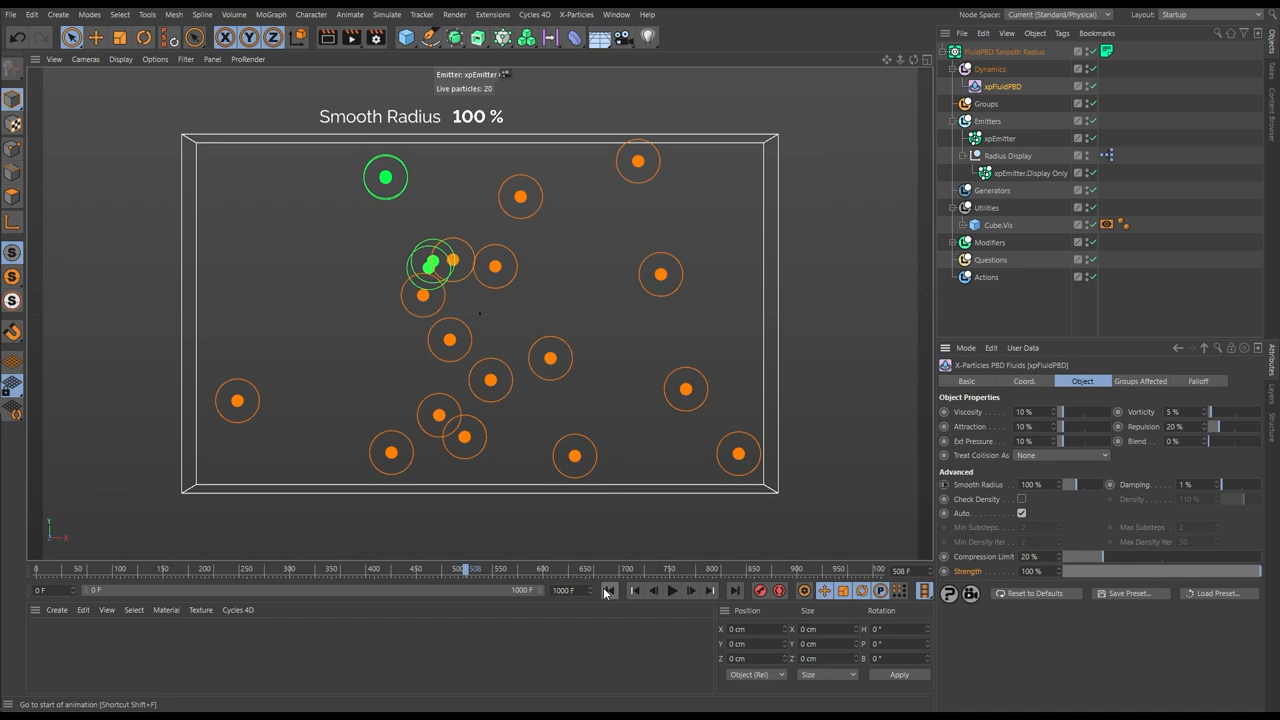 File Edit Create Modes Select Tools Mesh Spline Volume MoGraph Character Animate Simulate Tracker Render Extensions Cycles 4D X-Particles Window Help Node Space: Current (Standard/Physical) Layout: Startup
X Y Z
File Edit View Object Tags Bookmarks
View Cameras Display Options Filter Panel ProRender
Emitter: xpEmitter
Live particles: 20
Smooth Radius 100 %
FluidPBD Smooth Radius
Dynamics
xpFluidPBD
Groups
Emitters
xpEmitter
Radius Display
xpEmitter.Display Only
Generators
Utilities
Cube.Vis
Modifiers
Questions
Actions
Objects
Takes
Content Browser
Attributes
Layers
Structure
Mode Edit User Data
X-Particles PBD Fluids [xpFluidPBD]
Basic Coord. Object Groups Affected Falloff
Object Properties
Viscosity 10 % Vorticity 5 %
Attraction 10 % Repulsion 20 %
Ext Pressure 10 % Blend 0 %
Treat Collision As None
Advanced
Smooth Radius 100 % Damping 1 %
Check Density Density 110 %
Auto
Min Substeps 2 Max Substeps 2
Min Density Iter 2 Max Density Iter 30
Compression Limit 20 %
Strength 100 %
Reset to Defaults Save Preset... Load Preset...
Y
Z X
0 50 100 150 200 250 300 350 400 450 500 508 550 600 650 700 750 800 850 900 950 100 508 F
0 F 0 F 1000 F 1000 F
P
Create Edit View Select Material Texture Cycles 4D
Position Size Rotation
X 0 cm X 0 cm H 0 °
Y 0 cm Y 0 cm P 0 °
Z 0 cm Z 0 cm B 0 °
Object (Rel) Size Apply
Go to start of animation [Shortcut Shift+F]